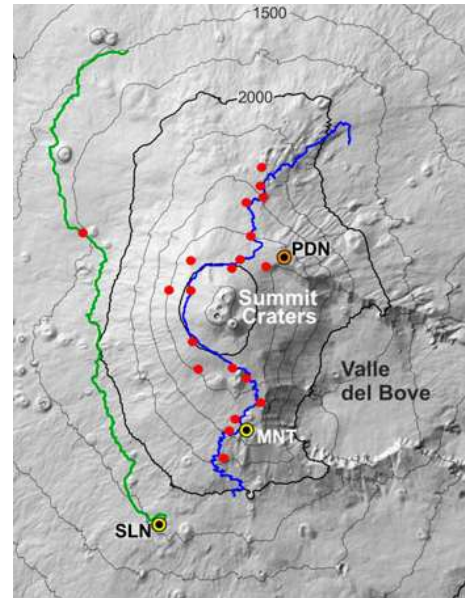 1500
2000
PDN
Summit
Craters
Valle
del Bove
MNT
SLN